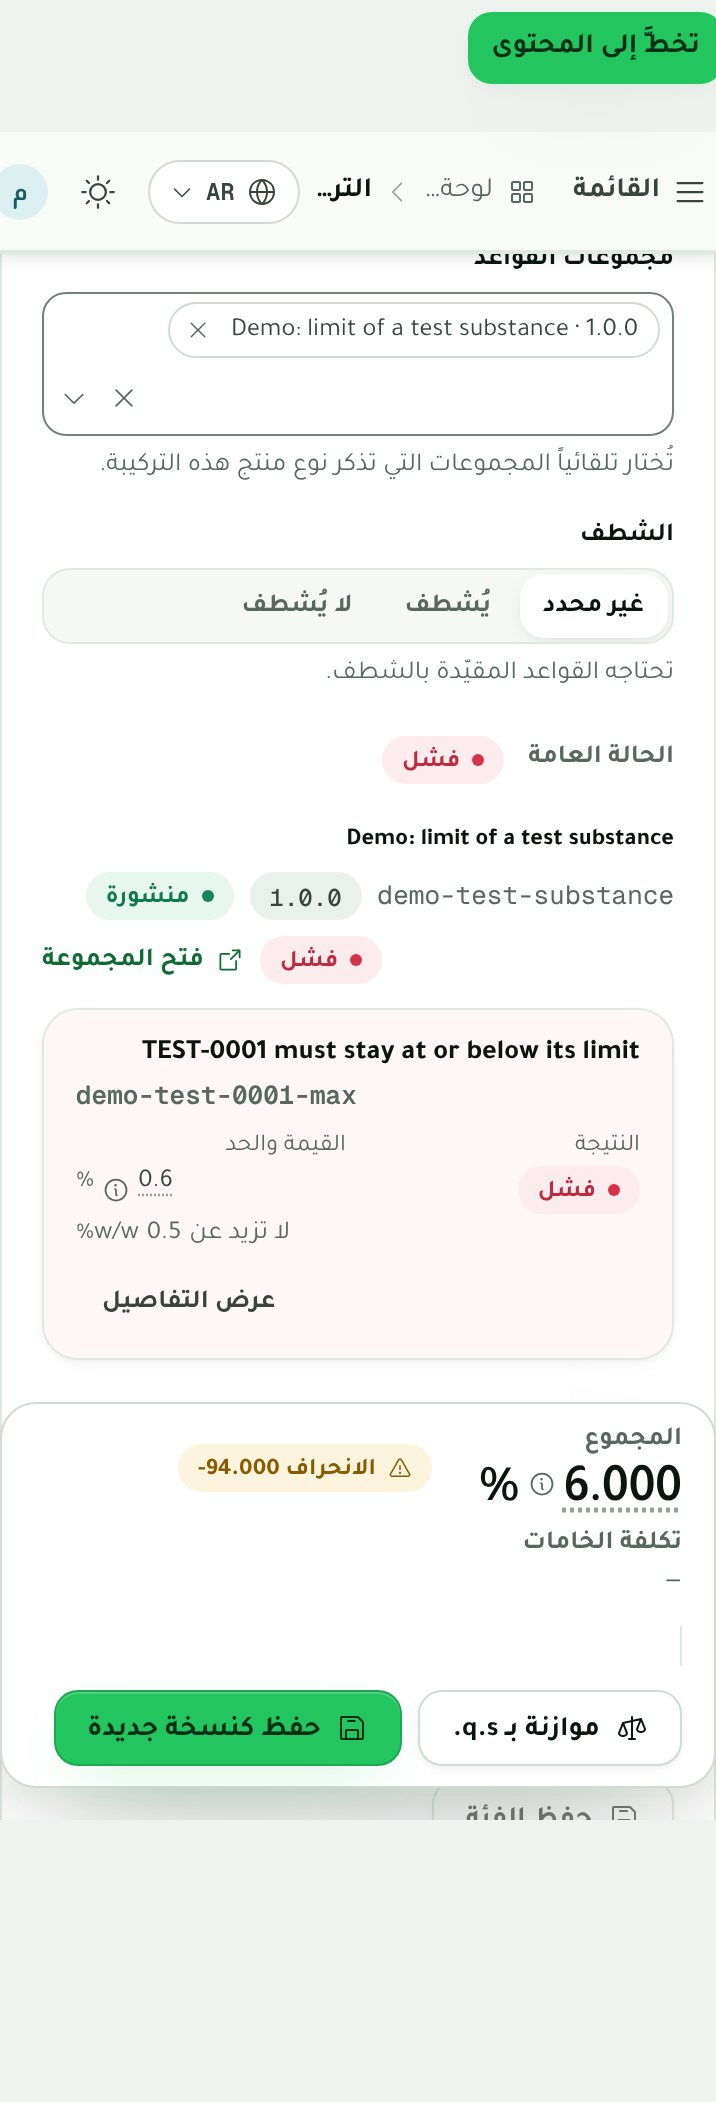 تخطَّ إلى المحتوى
القائمة
لوحة...
التر...
AR
م
مجموعات القواعد
Demo: limit of a test substance · 1.0.0
تُختار تلقائياً المجموعات التي تذكر نوع منتج هذه التركيبة.
الشطف
غير محدد
يُشطف
لا يُشطف
تحتاجه القواعد المقيّدة بالشطف.
الحالة العامة
فشل
Demo: limit of a test substance
demo-test-substance
1.0.0
منشورة
فشل
فتح المجموعة
TEST-0001 must stay at or below its limit
demo-test-0001-max
النتيجة
القيمة والحد
فشل
0.6 %
لا تزيد عن 0.5 w/w%
عرض التفاصيل
المجموع
6.000 %
الانحراف 94.000-
تكلفة الخامات
—
موازنة بـ q.s.
حفظ كنسخة جديدة
حفظ الفئة